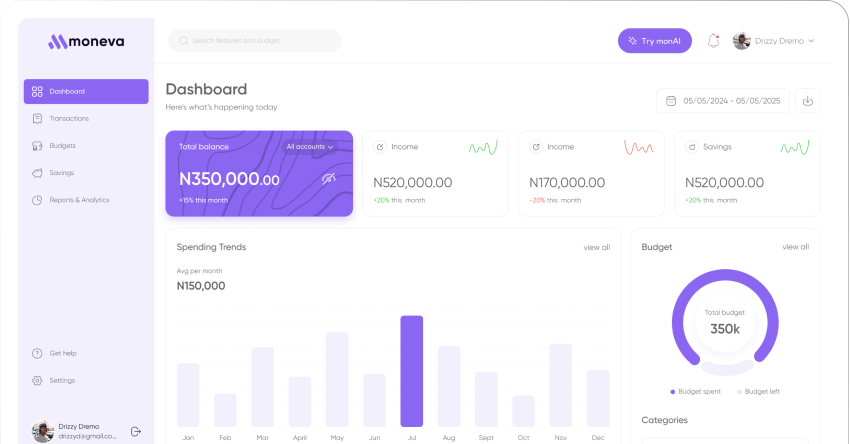 moneva
Search features and budget
Try monAI
Drizzy Dremo
Dashboard
Transactions
Budgets
Savings
Reports & Analytics
Get help
Settings
Drizzy Dremo
drizzyd@gmail.co...
Dashboard
Here's what's happening today
05/05/2024 - 05/05/2025
Total balance
All accounts
N350,000.00
+15% this month
Income
N520,000.00
+20% this month
Income
N170,000.00
-20% this month
Savings
N520,000.00
+20% this month
Spending Trends
view all
Avg per month
N150,000
Jan Feb Mar April May Jun Jul Aug Sept Oct Nov Dec
Budget
view all
Total budget
350k
Budget spent
Budget left
Categories